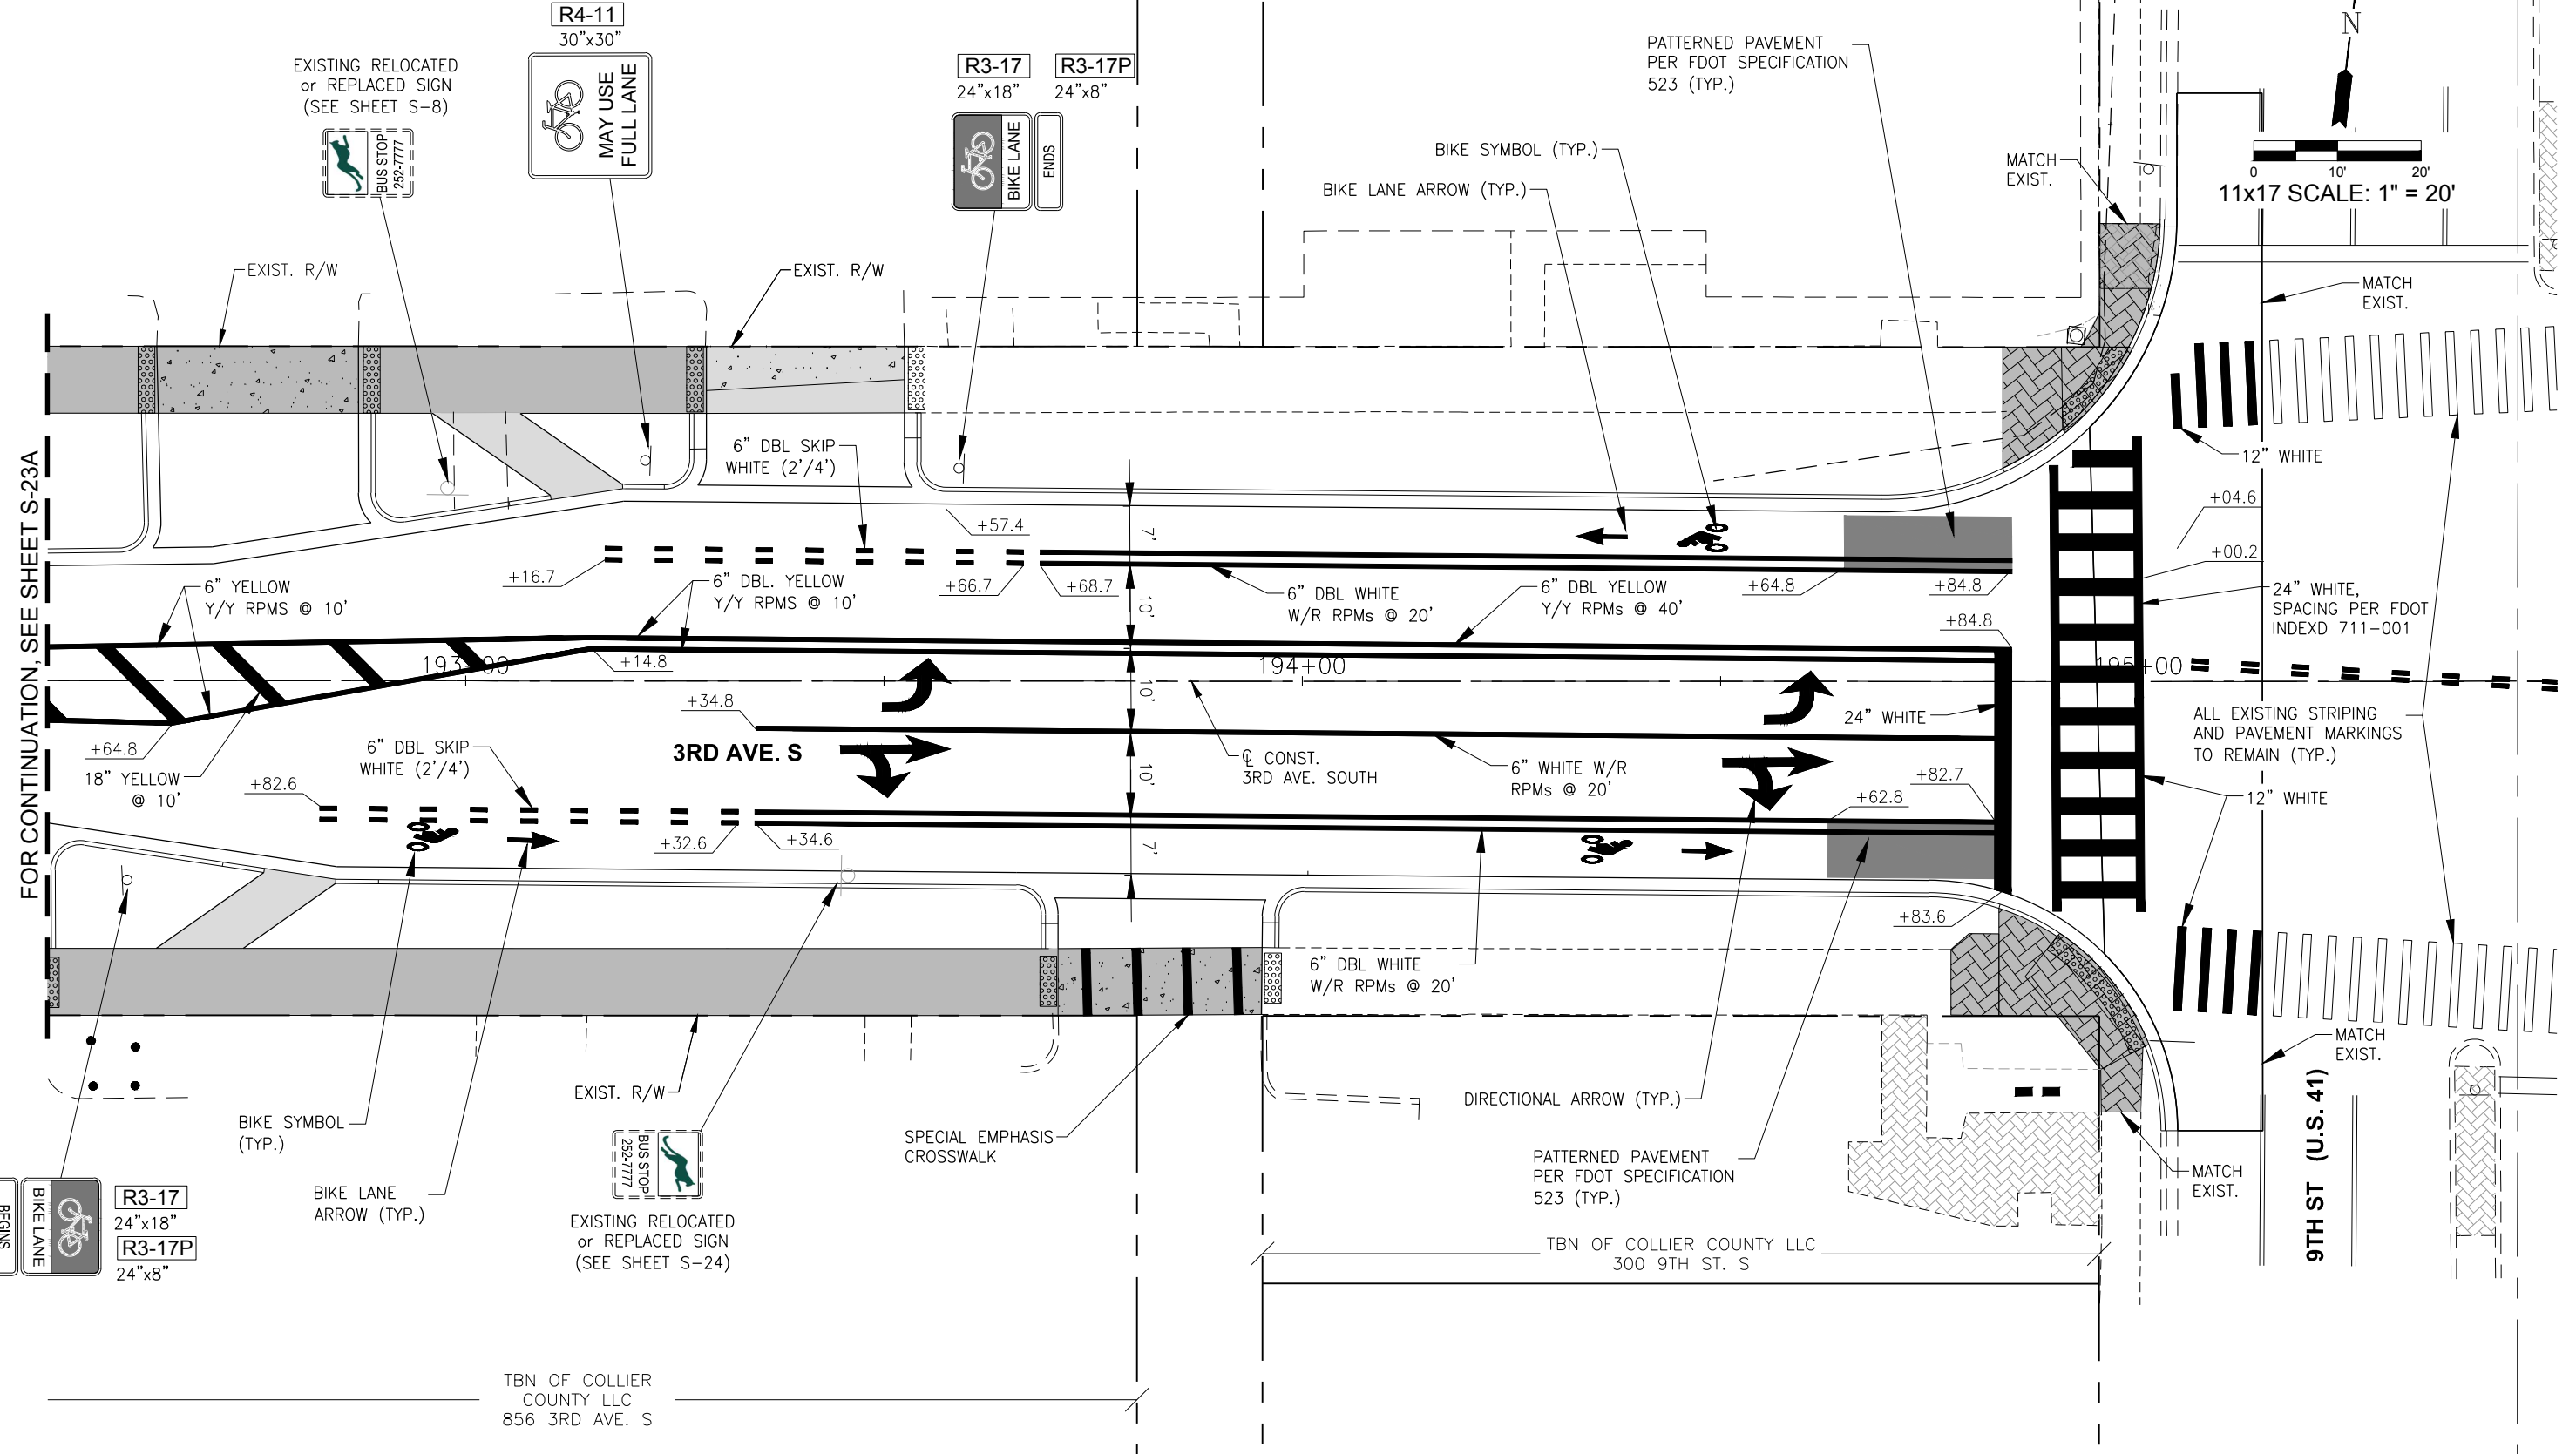 R4-11
30"x30"
EXISTING RELOCATED
or REPLACED SIGN
(SEE SHEET S-8)
BUS STOP
252-7777
MAY USE
FULL LANE
R3-17
24"x18"
R3-17P
24"x8"
BIKE LANE
ENDS
PATTERNED PAVEMENT
PER FDOT SPECIFICATION
523 (TYP.)
BIKE SYMBOL (TYP.)
BIKE LANE ARROW (TYP.)
MATCH
EXIST.
N
0 10' 20'
11x17 SCALE: 1" = 20'
EXIST. R/W
EXIST. R/W
MATCH
EXIST.
FOR CONTINUATION, SEE SHEET S-23A
6" DBL SKIP
WHITE (2'/4')
12" WHITE
+04.6
+00.2
+57.4
7'
+16.7
6" YELLOW
Y/Y RPMS @ 10'
6" DBL. YELLOW
Y/Y RPMS @ 10'
+66.7
+68.7
10'
6" DBL WHITE
W/R RPMs @ 20'
6" DBL YELLOW
Y/Y RPMs @ 40'
+64.8
+84.8
+84.8
24" WHITE,
SPACING PER FDOT
INDEXD 711-001
193+00
+14.8
194+00
195+00
10'
+34.8
24" WHITE
ALL EXISTING STRIPING
AND PAVEMENT MARKINGS
TO REMAIN (TYP.)
+64.8
18" YELLOW
@ 10'
6" DBL SKIP
WHITE (2'/4')
3RD AVE. S
10'
℄ CONST.
3RD AVE. SOUTH
6" WHITE W/R
RPMs @ 20'
+82.7
+82.6
+62.8
12" WHITE
+32.6
+34.6
7'
+83.6
6" DBL WHITE
W/R RPMs @ 20'
MATCH
EXIST.
EXIST. R/W
DIRECTIONAL ARROW (TYP.)
BIKE SYMBOL
(TYP.)
SPECIAL EMPHASIS
CROSSWALK
BUS STOP
252-7777
PATTERNED PAVEMENT
PER FDOT SPECIFICATION
523 (TYP.)
MATCH
EXIST.
9TH ST (U.S. 41)
BEGINS
BIKE LANE
R3-17
24"x18"
R3-17P
24"x8"
BIKE LANE
ARROW (TYP.)
EXISTING RELOCATED
or REPLACED SIGN
(SEE SHEET S-24)
TBN OF COLLIER COUNTY LLC
300 9TH ST. S
TBN OF COLLIER
COUNTY LLC
856 3RD AVE. S